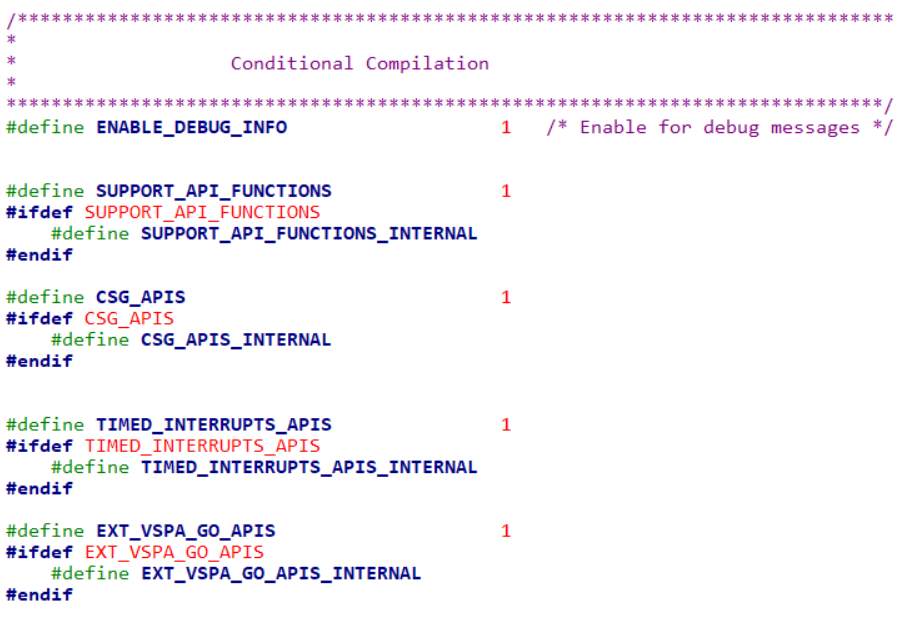 /******************************************************************************
*
* Conditional Compilation
*
******************************************************************************/
#define ENABLE_DEBUG_INFO 1 /* Enable for debug messages */
#define SUPPORT_API_FUNCTIONS 1
#ifdef SUPPORT_API_FUNCTIONS
#define SUPPORT_API_FUNCTIONS_INTERNAL
#endif
#define CSG_APIS 1
#ifdef CSG_APIS
#define CSG_APIS_INTERNAL
#endif
#define TIMED_INTERRUPTS_APIS 1
#ifdef TIMED_INTERRUPTS_APIS
#define TIMED_INTERRUPTS_APIS_INTERNAL
#endif
#define EXT_VSPA_GO_APIS 1
#ifdef EXT_VSPA_GO_APIS
#define EXT_VSPA_GO_APIS_INTERNAL
#endif